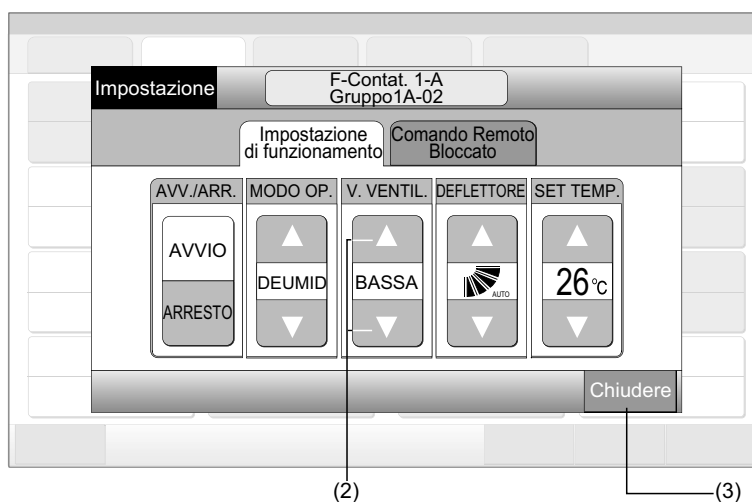 Impostazione
F-Contat. 1-A
Gruppo1A-02
Impostazione
di funzionamento
Comando Remoto
Bloccato
AVV./ARR.
MODO OP.
V. VENTIL.
DEFLETTORE
SET TEMP.
AVVIO
ARRESTO
DEUMID
BASSA
AUTO
26°C
Chiudere
(2)
(3)